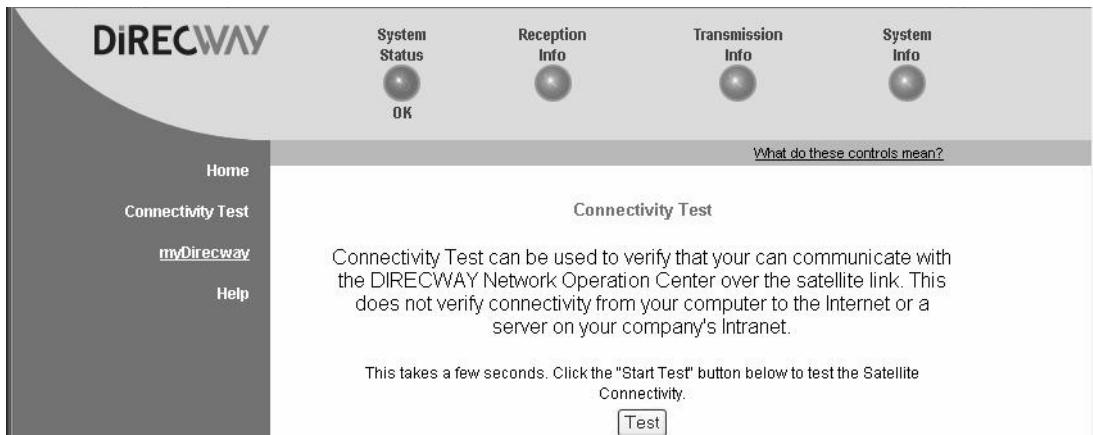 DiRECWAY
System
Status
OK
Reception
Info
Transmission
Info
System
Info
What do these controls mean?
Home
Connectivity Test
myDirecway
Help
Connectivity Test
Connectivity Test can be used to verify that your can communicate with
the DIRECWAY Network Operation Center over the satellite link. This
does not verify connectivity from your computer to the Internet or a
server on your company's Intranet.
This takes a few seconds. Click the "Start Test" button below to test the Satellite
Connectivity.
Test